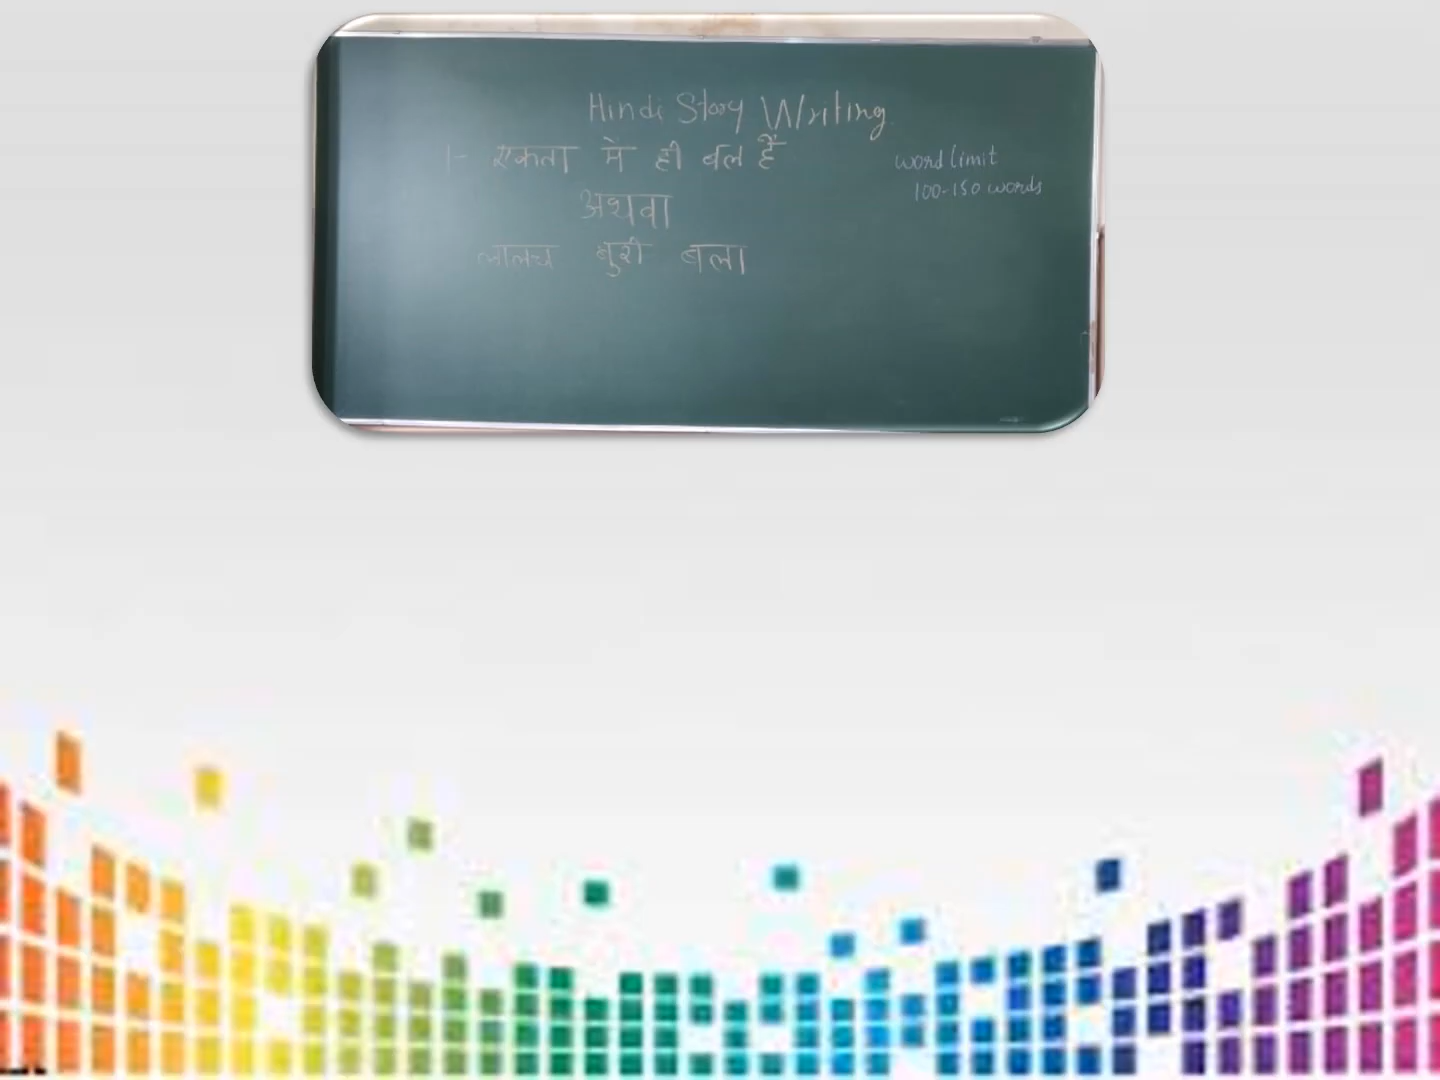 Hindi Story Writing
1- एकता में ही बल हैं
word limit
100-150 words
अथवा
लालच बुरी बला